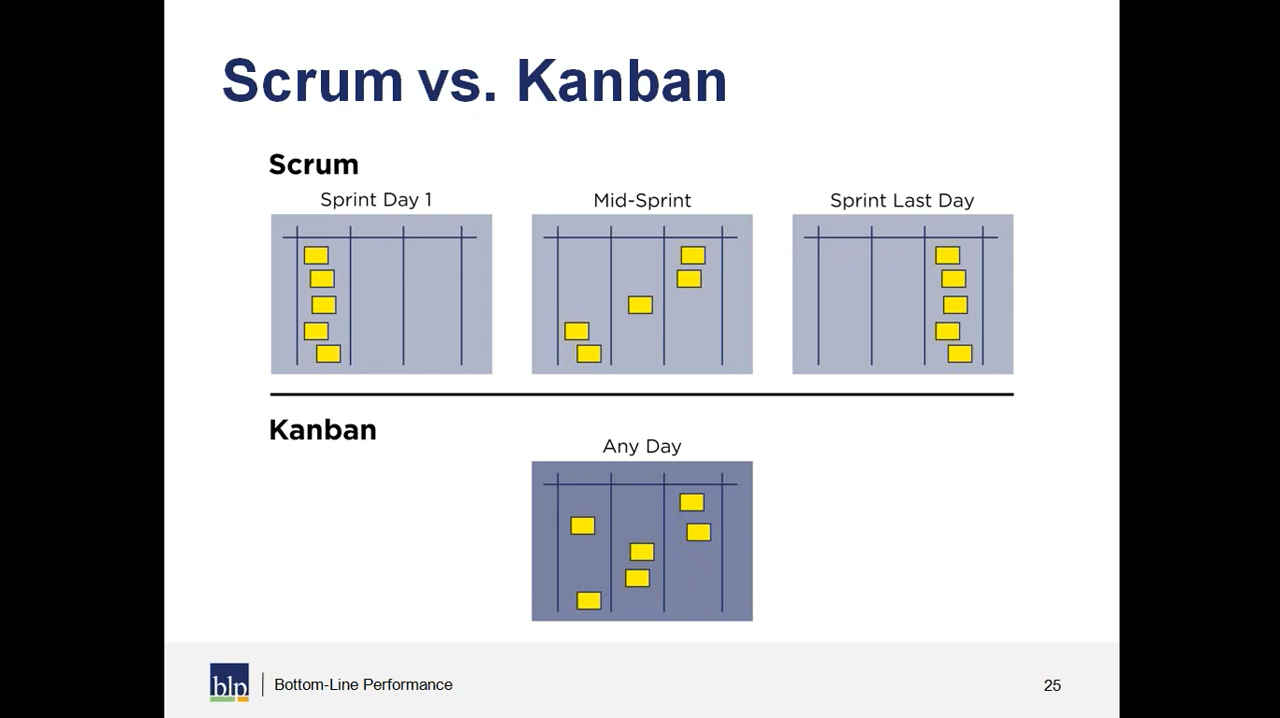 Scrum vs. Kanban
Scrum
Sprint Day 1
Mid-Sprint
Sprint Last Day
Kanban
Any Day
blp
Bottom-Line Performance
25